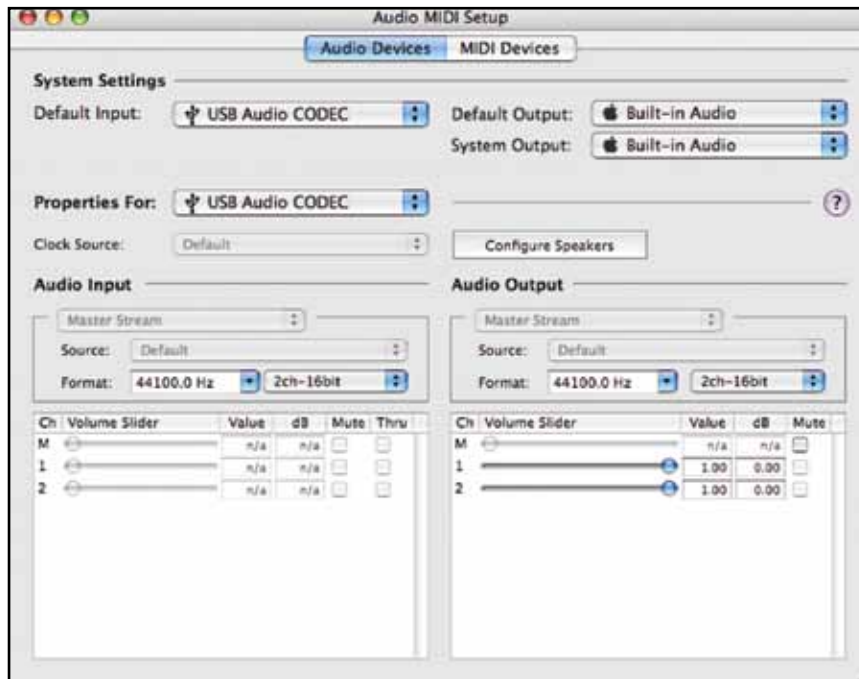 Audio MIDI Setup
Audio Devices MIDI Devices
System Settings
Default Input: USB Audio CODEC
Default Output: Built-in Audio
System Output: Built-in Audio
Properties For: USB Audio CODEC ?
Clock Source: Default
Configure Speakers
Audio Input
Master Stream
Source: Default
Format: 44100.0 Hz 2ch-16bit
Ch Volume Slider Value dB Mute Thru
M n/a n/a
1 n/a n/a
2 n/a n/a
Audio Output
Master Stream
Source: Default
Format: 44100.0 Hz 2ch-16bit
Ch Volume Slider Value dB Mute
M n/a n/a
1 1.00 0.00
2 1.00 0.00